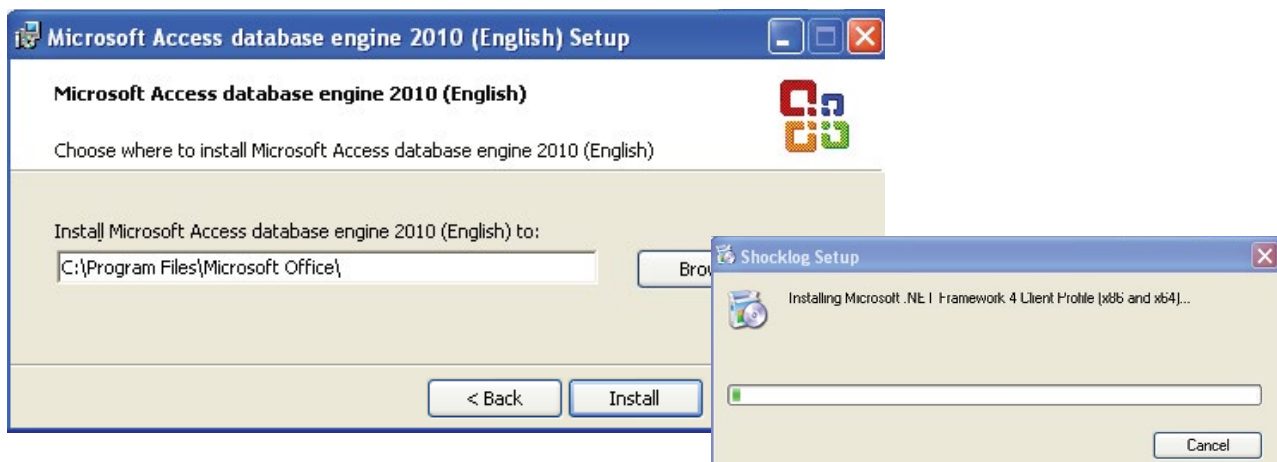 Microsoft Access database engine 2010 (English) Setup
Microsoft Access database engine 2010 (English)
Choose where to install Microsoft Access database engine 2010 (English)
Install Microsoft Access database engine 2010 (English) to:
C:\Program Files\Microsoft Office\
Brow
< Back
Install
Shocklog Setup
Installing Microsoft .NET Framework 4 Client Profile (x86 and x64)...
Cancel